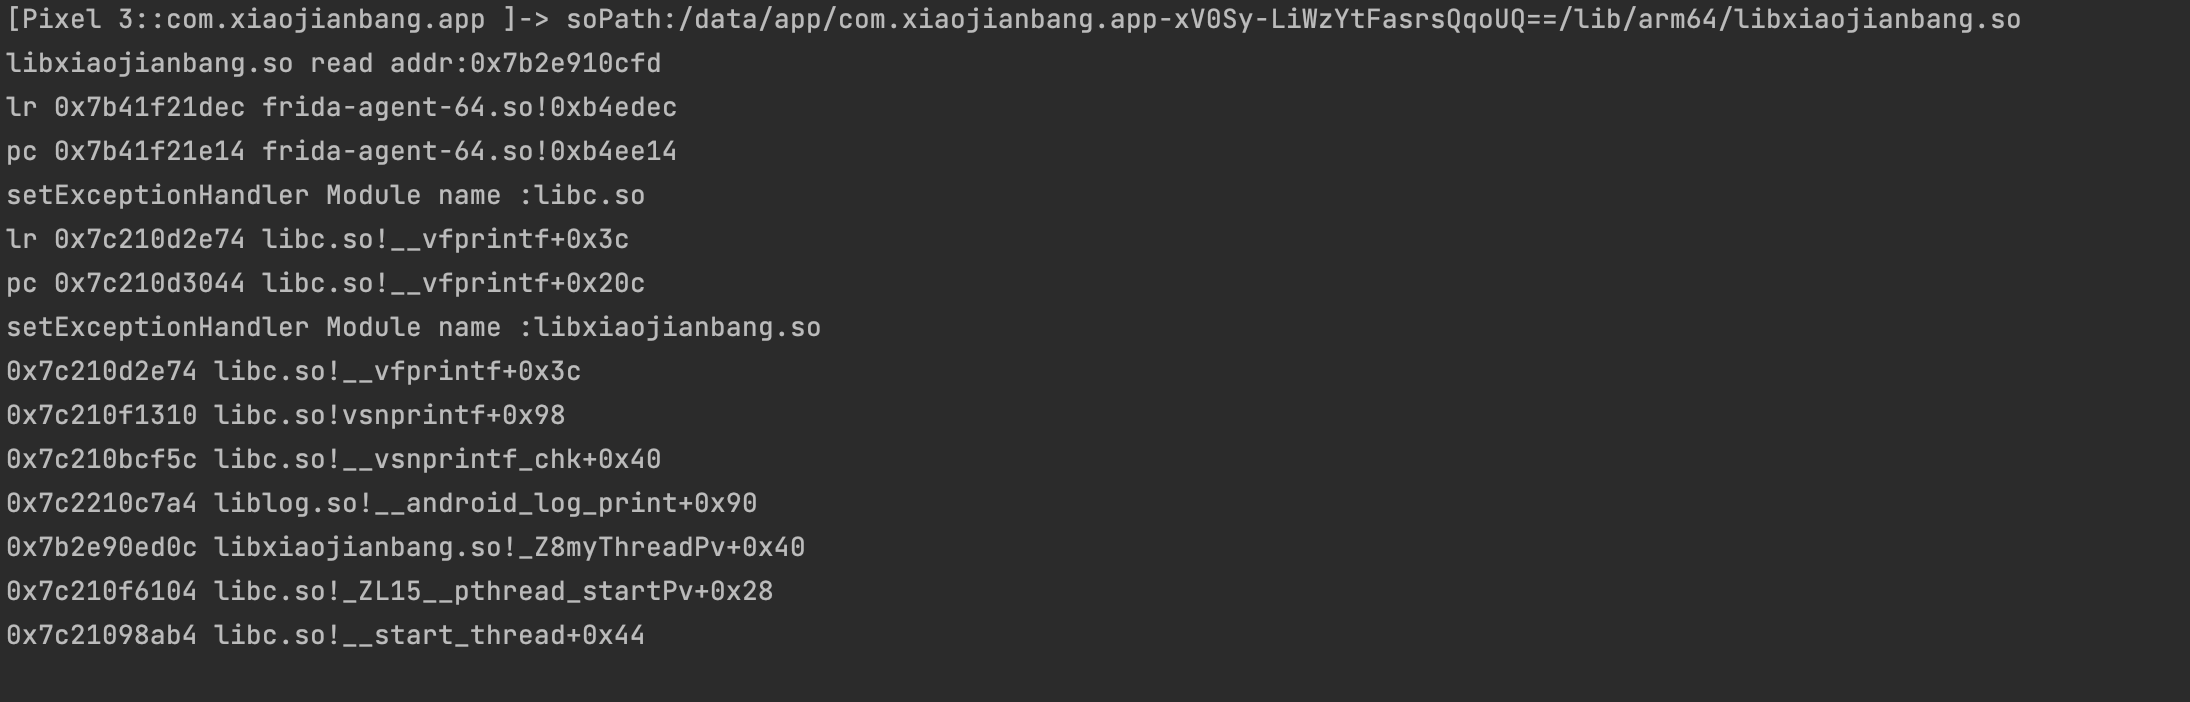 [Pixel 3::com.xiaojianbang.app ]-> soPath:/data/app/com.xiaojianbang.app-xV0Sy-LiWzYtFasrsQqoUQ==/lib/arm64/libxiaojianbang.so
libxiaojianbang.so read addr:0x7b2e910cfd
lr 0x7b41f21dec frida-agent-64.so!0xb4edec
pc 0x7b41f21e14 frida-agent-64.so!0xb4ee14
setExceptionHandler Module name :libc.so
lr 0x7c210d2e74 libc.so!__vfprintf+0x3c
pc 0x7c210d3044 libc.so!__vfprintf+0x20c
setExceptionHandler Module name :libxiaojianbang.so
0x7c210d2e74 libc.so!__vfprintf+0x3c
0x7c210f1310 libc.so!vsnprintf+0x98
0x7c210bcf5c libc.so!__vsnprintf_chk+0x40
0x7c2210c7a4 liblog.so!__android_log_print+0x90
0x7b2e90ed0c libxiaojianbang.so!_Z8myThreadPv+0x40
0x7c210f6104 libc.so!_ZL15__pthread_startPv+0x28
0x7c21098ab4 libc.so!__start_thread+0x44